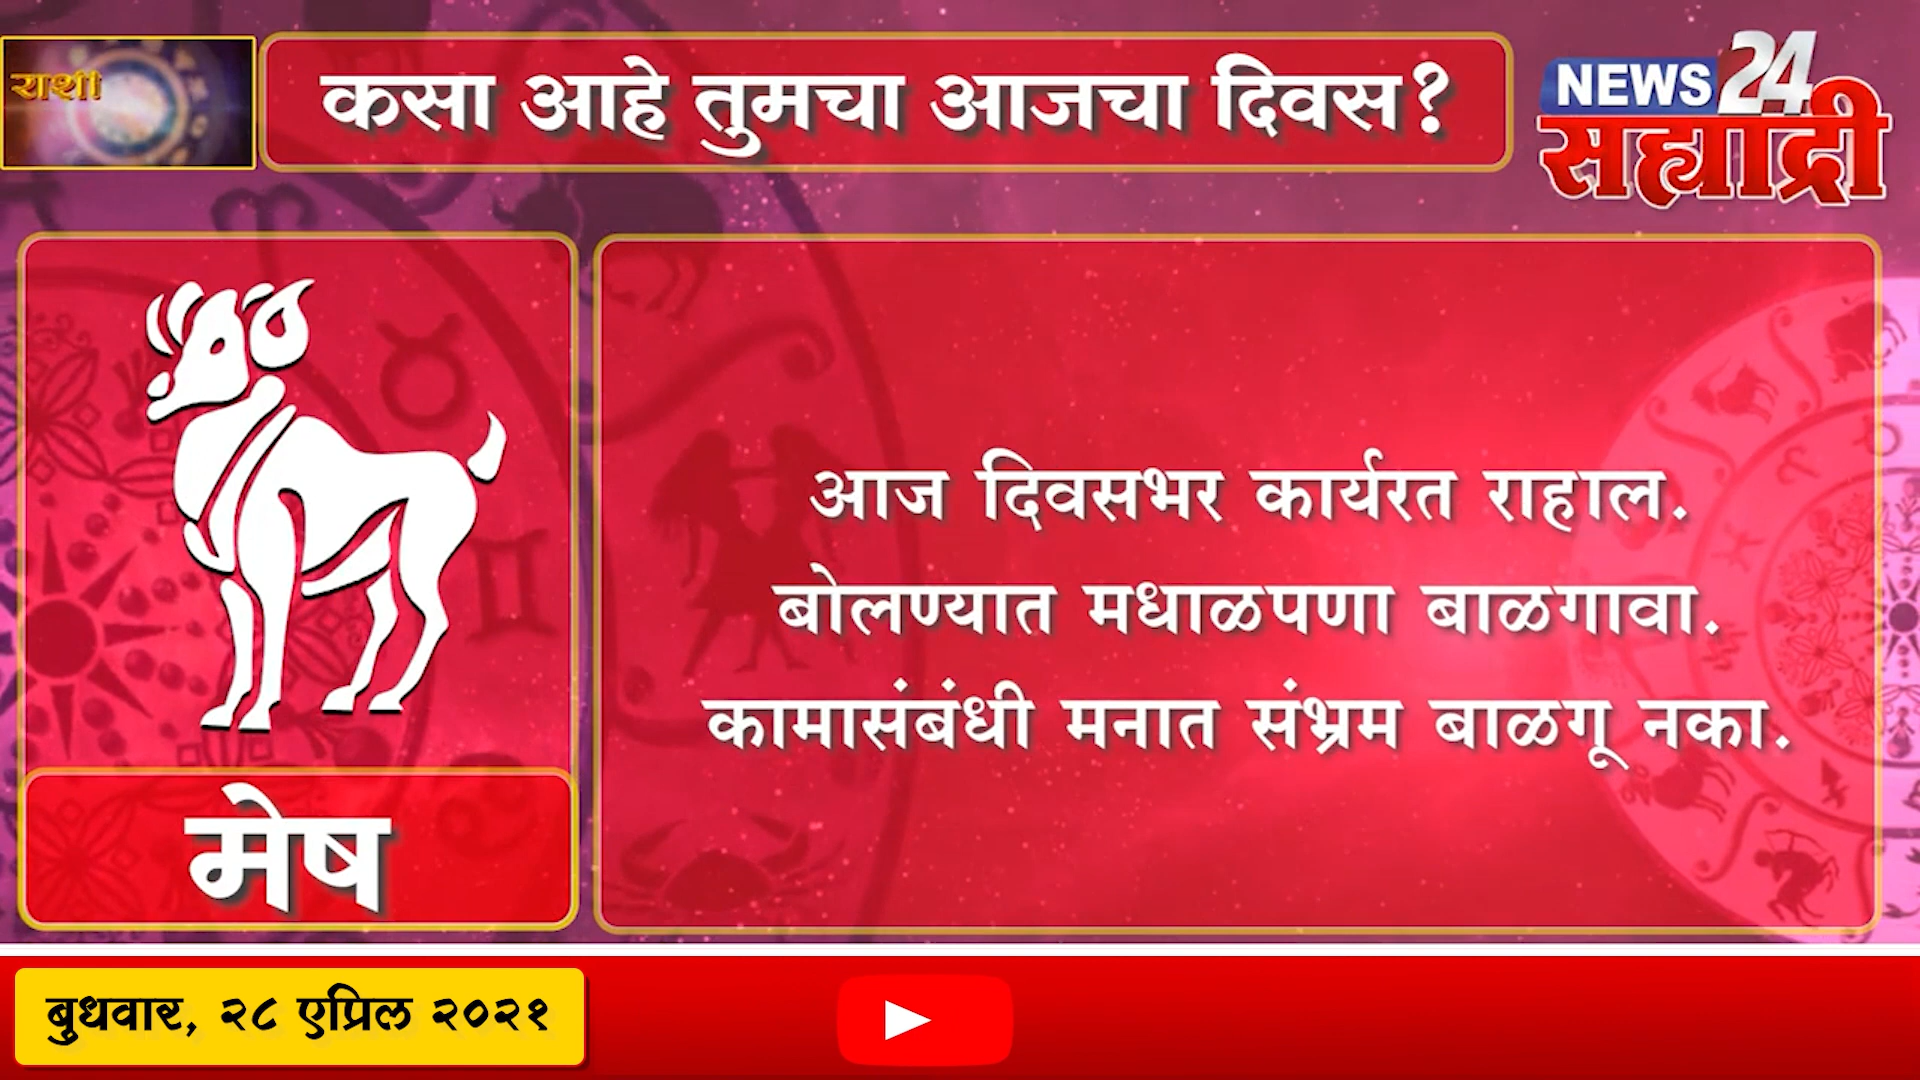 राशी
कसा आहे तुमचा आजचा दिवस?
NEWS 24
सह्याद्री
आज दिवसभर कार्यरत राहाल.
बोलण्यात मधाळपणा बाळगावा.
कामासंबंधी मनात संभ्रम बाळगू नका.
मेष
बुधवार, २८ एप्रिल २०२१